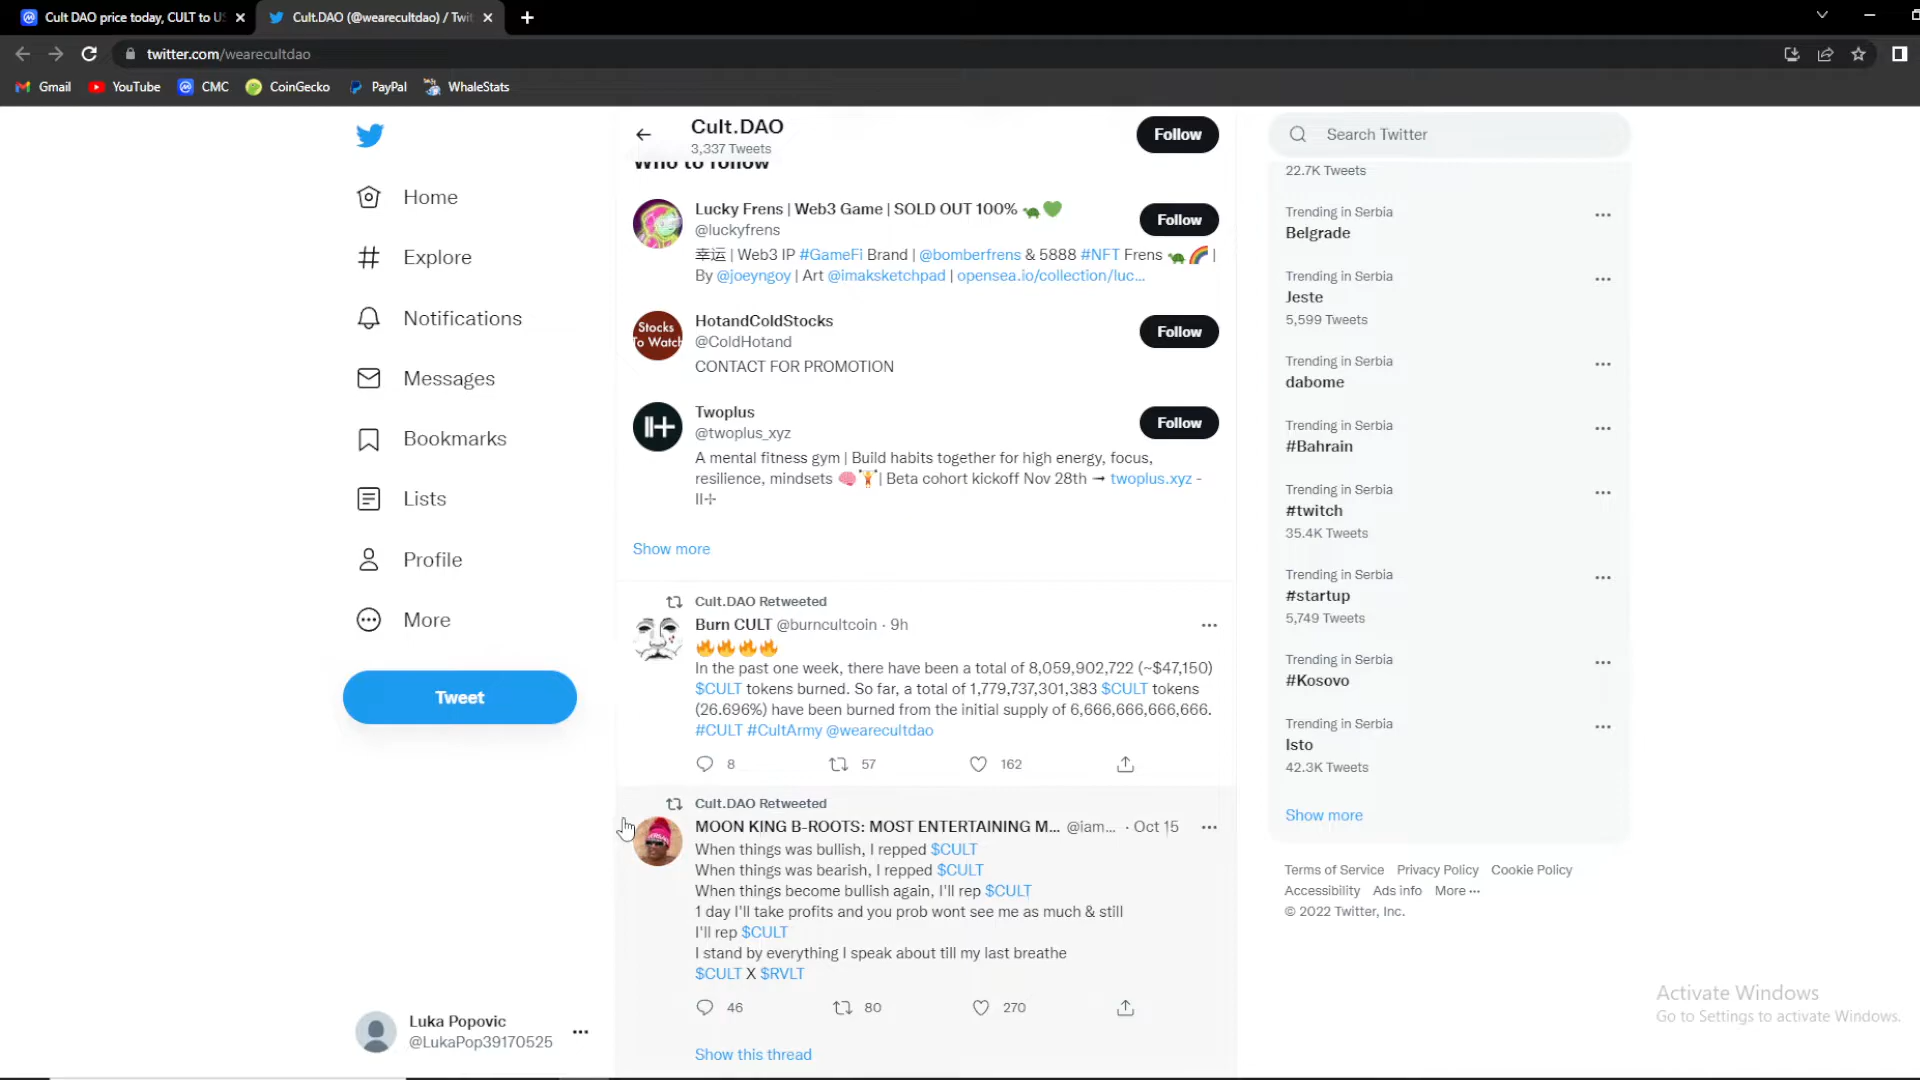 Cult DAO price today, CULT to US
Cult.DAO (@wearecultdao) / Twit
twitter.com/wearecultdao
Gmail
YouTube
CMC
CoinGecko
PayPal
WhaleStats
Home
Explore
Notifications
Messages
Bookmarks
Lists
Profile
More
Tweet
Luka Popovic
@LukaPop39170525
Cult.DAO
3,337 Tweets
Follow
Who to follow
Lucky Frens | Web3 Game | SOLD OUT 100% 🐢💚
@luckyfrens
Follow
幸运 | Web3 IP #GameFi Brand | @bomberfrens & 5888 #NFT Frens 🐢🌈 |
By @joeyngoy | Art @imaksketchpad | opensea.io/collection/luc...
Stocks
To Watch
HotandColdStocks
@ColdHotand
Follow
CONTACT FOR PROMOTION
Twoplus
@twoplus_xyz
Follow
A mental fitness gym | Build habits together for high energy, focus,
resilience, mindsets 🧠🏋️ | Beta cohort kickoff Nov 28th → twoplus.xyz -
II⊹
Show more
Cult.DAO Retweeted
Burn CULT @burncultcoin · 9h
🔥🔥🔥🔥
In the past one week, there have been a total of 8,059,902,722 (~$47,150)
$CULT tokens burned. So far, a total of 1,779,737,301,383 $CULT tokens
(26.696%) have been burned from the initial supply of 6,666,666,666,666.
#CULT #CultArmy @wearecultdao
8 57 162
Cult.DAO Retweeted
MOON KING B-ROOTS: MOST ENTERTAINING M... @iam... · Oct 15
When things was bullish, I repped $CULT
When things was bearish, I repped $CULT
When things become bullish again, I'll rep $CULT
1 day I'll take profits and you prob wont see me as much & still
I'll rep $CULT
I stand by everything I speak about till my last breathe
$CULT X $RVLT
46 80 270
Show this thread
Search Twitter
22.7K Tweets
Trending in Serbia
Belgrade
Trending in Serbia
Jeste
5,599 Tweets
Trending in Serbia
dabome
Trending in Serbia
#Bahrain
Trending in Serbia
#twitch
35.4K Tweets
Trending in Serbia
#startup
5,749 Tweets
Trending in Serbia
#Kosovo
Trending in Serbia
Isto
42.3K Tweets
Show more
Terms of Service Privacy Policy Cookie Policy
Accessibility Ads info More ···
© 2022 Twitter, Inc.
Activate Windows
Go to Settings to activate Windows.